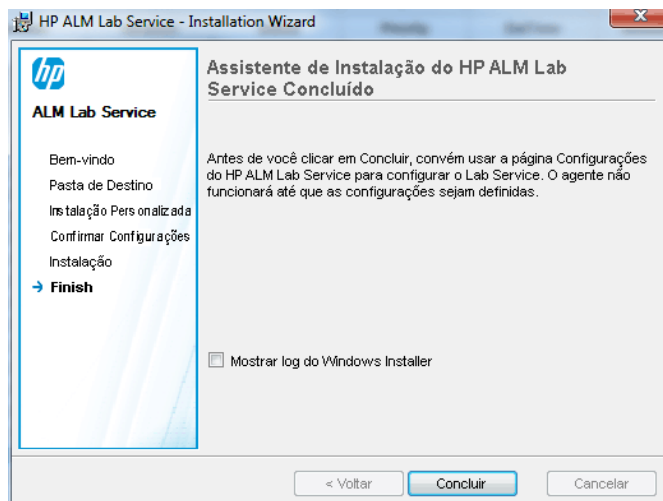 HP ALM Lab Service - Installation Wizard
hp
ALM Lab Service
Bem-vindo
Pasta de Destino
Instalação Personalizada
Confirmar Configurações
Instalação
Finish
Assistente de Instalação do HP ALM Lab
Service Concluído
Antes de você clicar em Concluir, convém usar a página Configurações
do HP ALM Lab Service para configurar o Lab Service. O agente não
funcionará até que as configurações sejam definidas.
Mostrar log do Windows Installer
< Voltar
Concluir
Cancelar